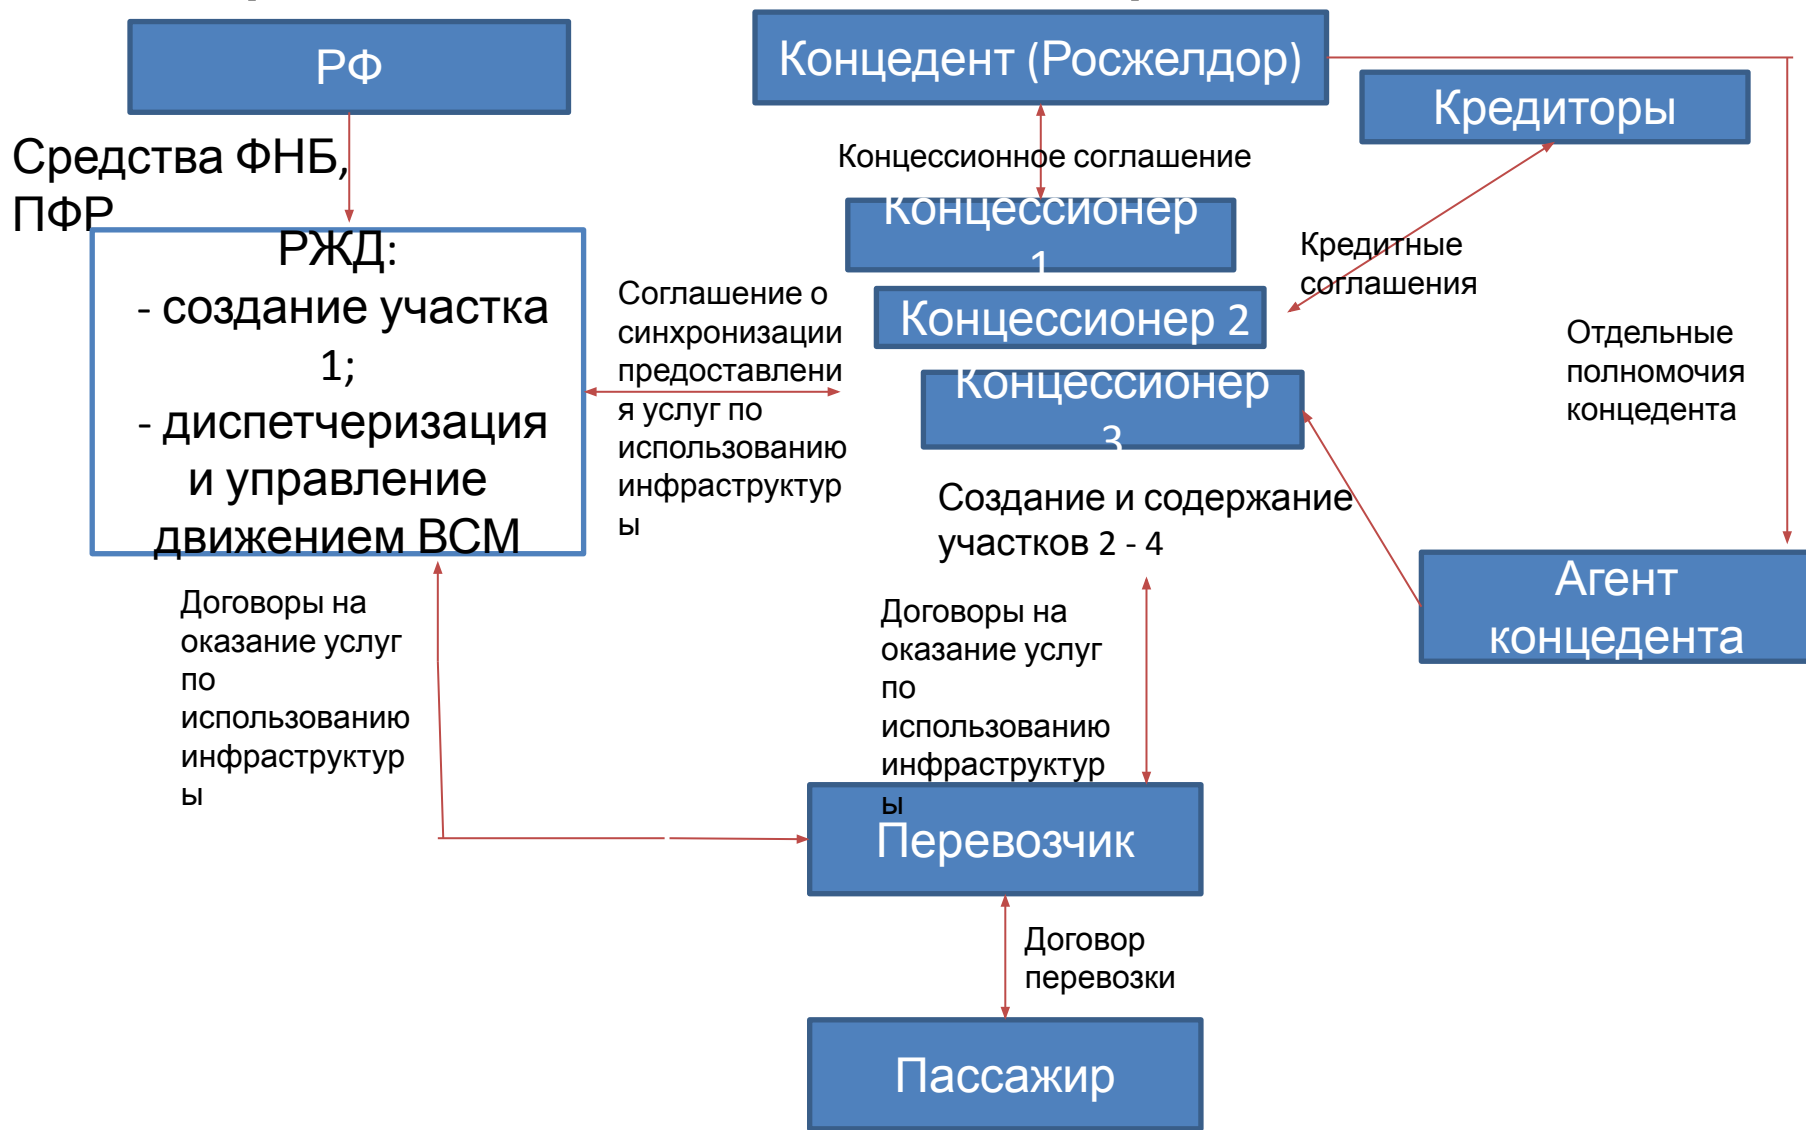 РФ
Концедент (Росжелдор)
Кредиторы
Средства ФНБ,
ПФР
Концессионное соглашение
Концессионер
1
Кредитные
соглашения
РЖД:
- создание участка
1;
- диспетчеризация
и управление
движением ВСМ
Соглашение о
синхронизации
предоставлени
я услуг по
использованию
инфраструктур
ы
Концессионер 2
Концессионер
3
Отдельные
полномочия
концедента
Создание и содержание
участков 2 - 4
Агент
концедента
Договоры на
оказание услуг
по
использованию
инфраструктур
ы
Договоры на
оказание услуг
по
использованию
инфраструктур
ы
Перевозчик
Договор
перевозки
Пассажир